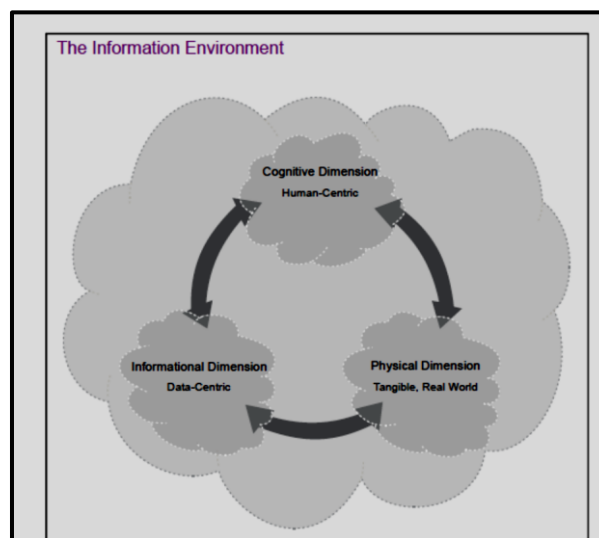 The Information Environment
Cognitive Dimension
Human-Centric
Informational Dimension
Data-Centric
Physical Dimension
Tangible, Real World